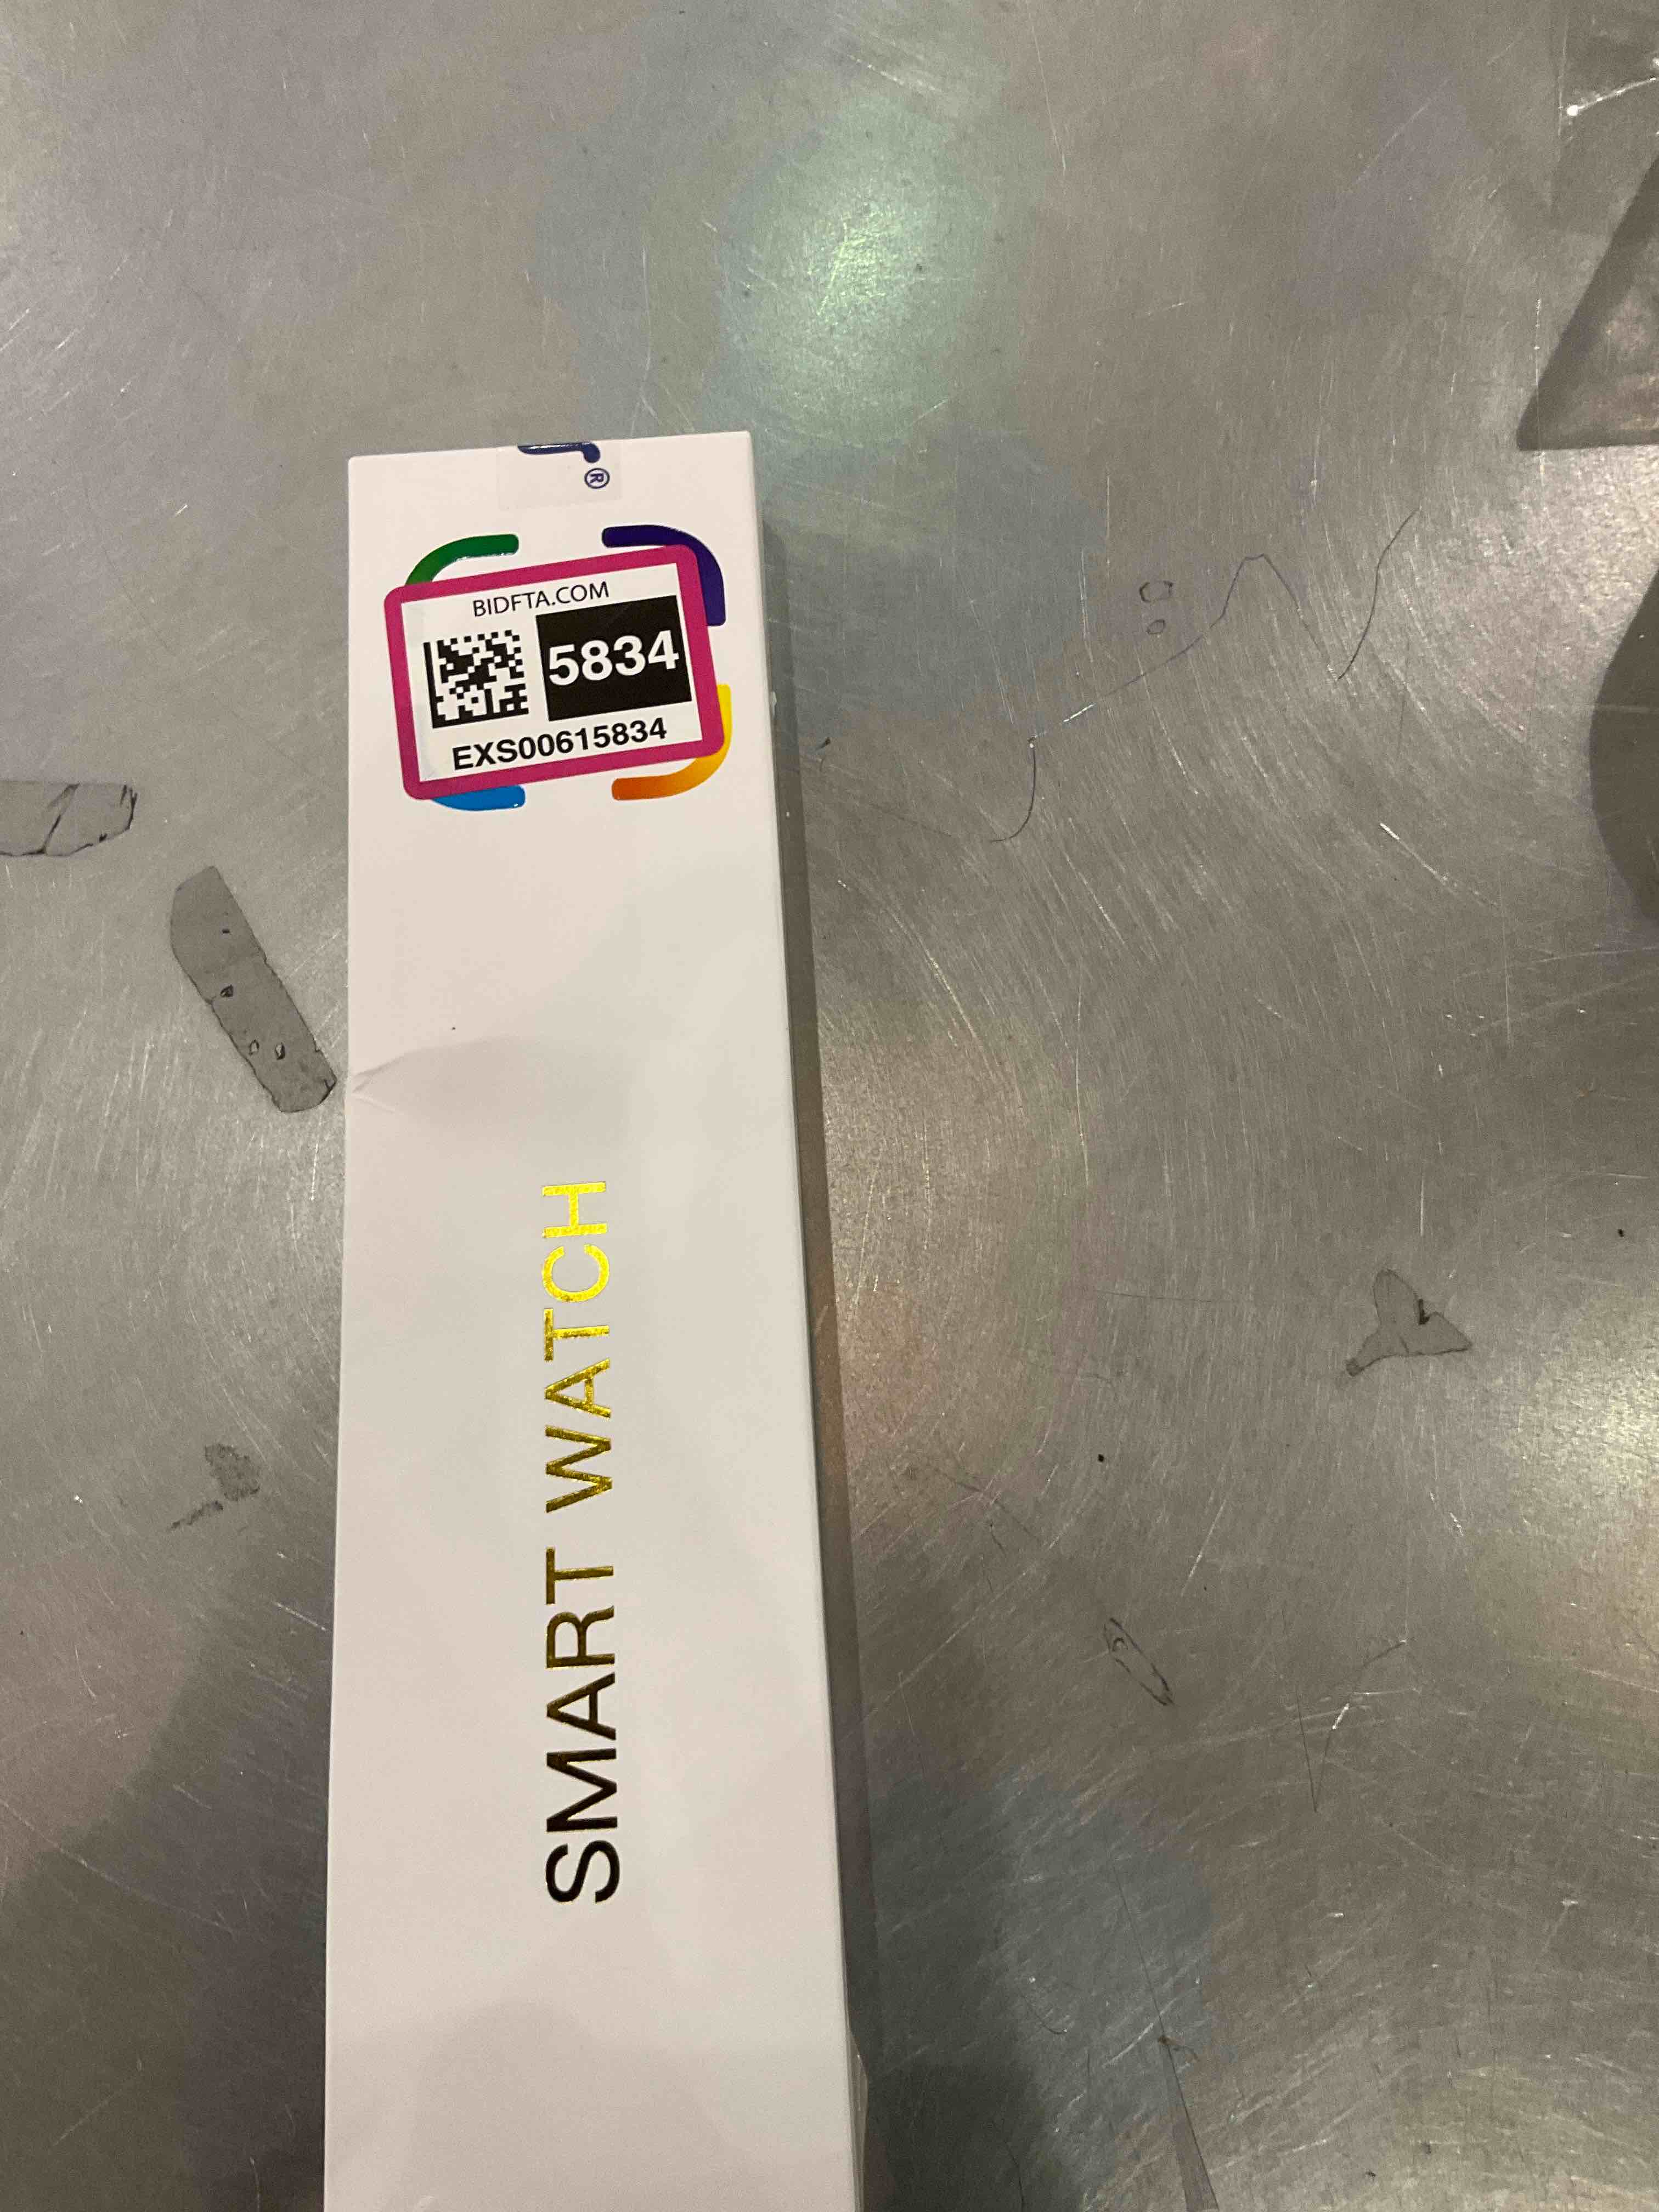 ®
BIDFTA.COM
5834
EXS00615834
SMART WATCH